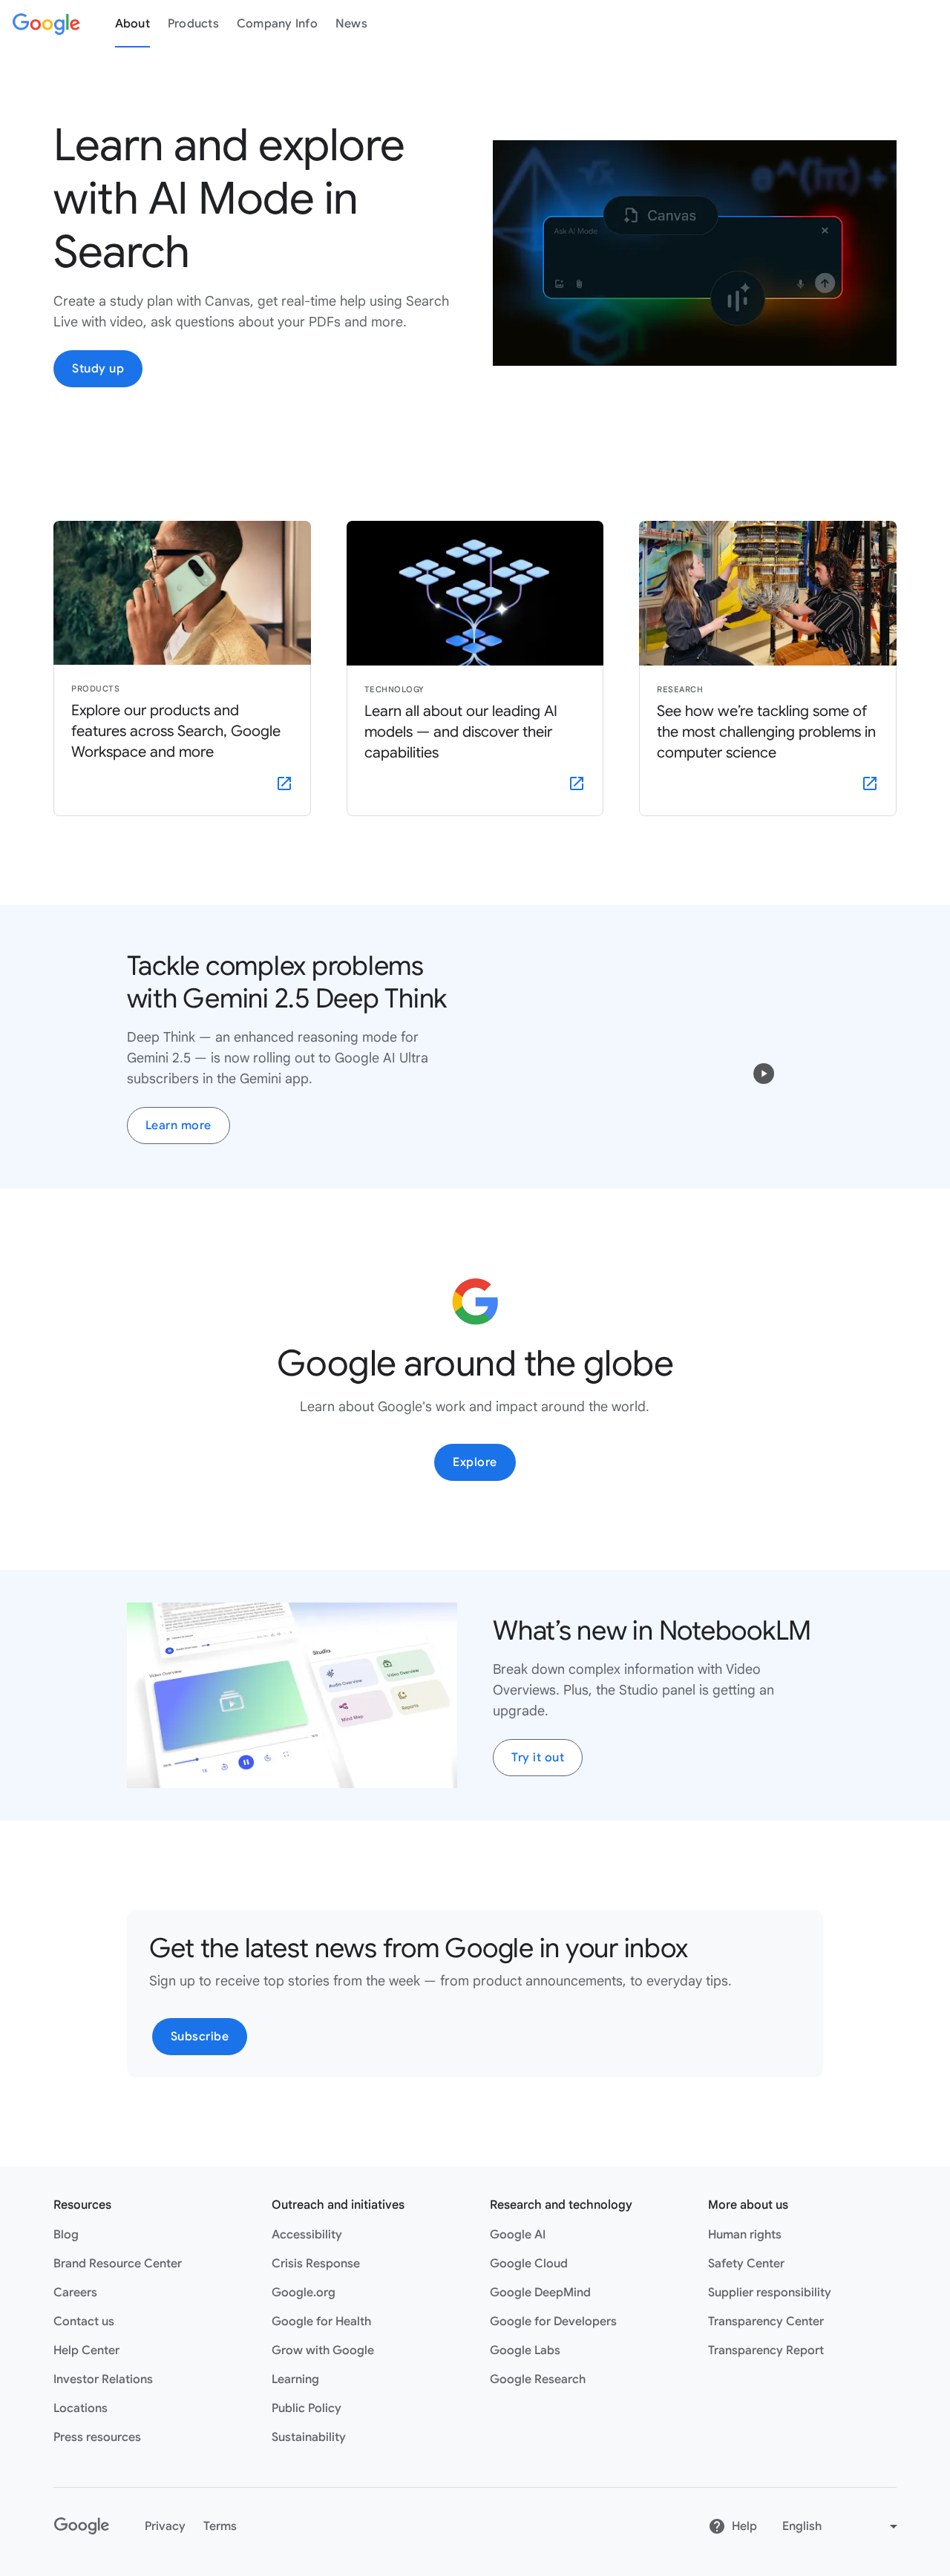 Google
About
Products
Company Info
News
Learn and explore
with AI Mode in
Search
Create a study plan with Canvas, get real-time help using Search
Live with video, ask questions about your PDFs and more.
Study up
√x
Canvas
Ask AI Mode
PRODUCTS
Explore our products and
features across Search, Google
Workspace and more
TECHNOLOGY
Learn all about our leading AI
models — and discover their
capabilities
RESEARCH
See how we’re tackling some of
the most challenging problems in
computer science
Tackle complex problems
with Gemini 2.5 Deep Think
Deep Think — an enhanced reasoning mode for
Gemini 2.5 — is now rolling out to Google AI Ultra
subscribers in the Gemini app.
Learn more
Google around the globe
Learn about Google's work and impact around the world.
Explore
Video Overview
Studio
Audio Overview
Video Overview
Mind Map
Reports
What’s new in NotebookLM
Break down complex information with Video
Overviews. Plus, the Studio panel is getting an
upgrade.
Try it out
Get the latest news from Google in your inbox
Sign up to receive top stories from the week — from product announcements, to everyday tips.
Subscribe
Resources
Blog
Brand Resource Center
Careers
Contact us
Help Center
Investor Relations
Locations
Press resources
Outreach and initiatives
Accessibility
Crisis Response
Google.org
Google for Health
Grow with Google
Learning
Public Policy
Sustainability
Research and technology
Google AI
Google Cloud
Google DeepMind
Google for Developers
Google Labs
Google Research
More about us
Human rights
Safety Center
Supplier responsibility
Transparency Center
Transparency Report
Google
Privacy
Terms
Help
English